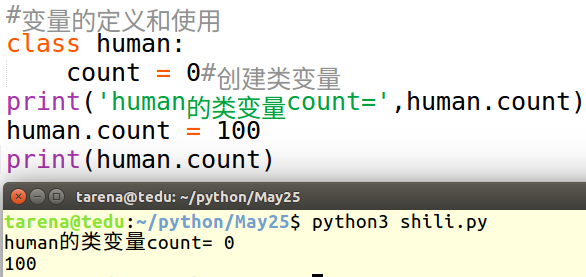 #变量的定义和使用
class human:
    count = 0#创建类变量
print('human的类变量count=',human.count)
human.count = 100
print(human.count)
tarena@tedu: ~/python/May25
tarena@tedu:~/python/May25$ python3 shili.py
human的类变量count= 0
100